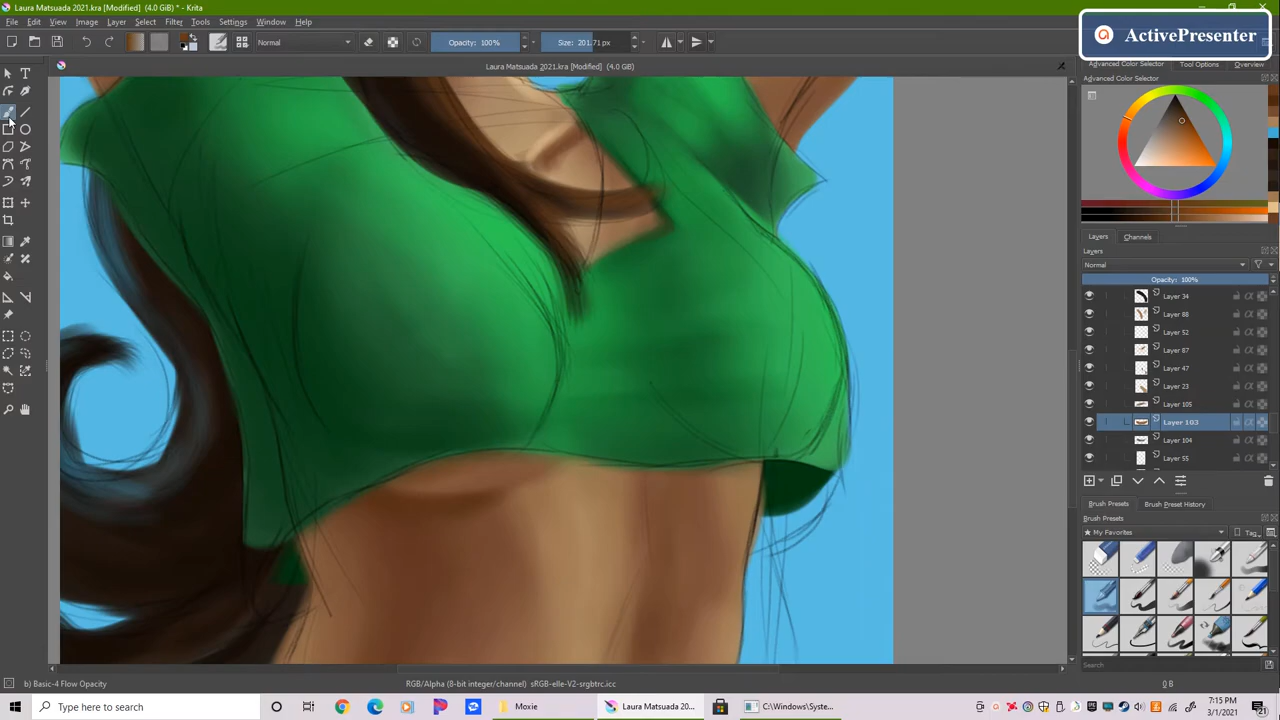 Laura Matsuada 2021.kra [Modified] * - Krita
ActivePresenter
File Edit View Image Layer Select Filter Tools Settings Window Help
Normal Opacity: 100% Size: 201.71 px
Laura Matsuada 2021.kra [Modified] (4.0 GB)
Advanced Color Selector Tool Options Overview
Advanced Color Selector
Layers Channels
Layers
Normal
Opacity: 100%
Layer 34
Layer 88
Layer 52
Layer 87
Layer 47
Layer 23
Layer 105
Layer 103
Layer 104
Layer 55
Brush Presets Brush Preset History
Brush Presets
My Favorites Tag
Search
b) Basic-4 Flow Opacity RGB/Alpha (8-bit integer/channel) sRGB-elle-V2-srgbtrc.icc 0 B
Type here to search Moxie Laura Matsuada 20... C:\Windows\Syste... 7:15 PM
3/1/2021 21